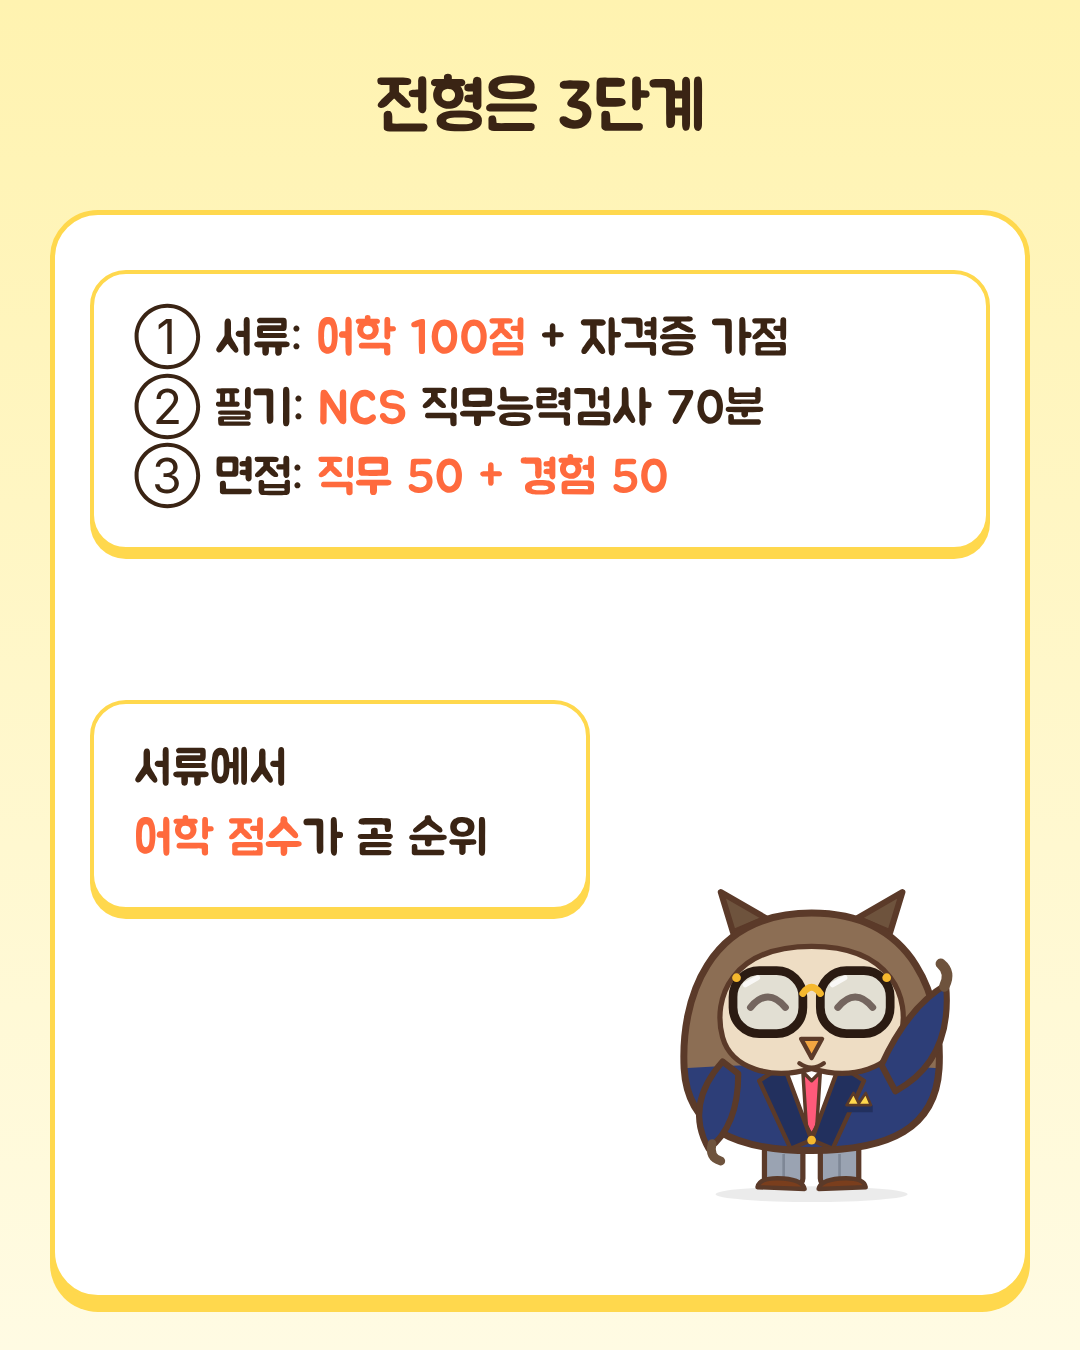 전형은 3단계
① 서류: 어학 100점 + 자격증 가점
② 필기: NCS 직무능력검사 70분
③ 면접: 직무 50 + 경험 50
서류에서
어학 점수가 곧 순위